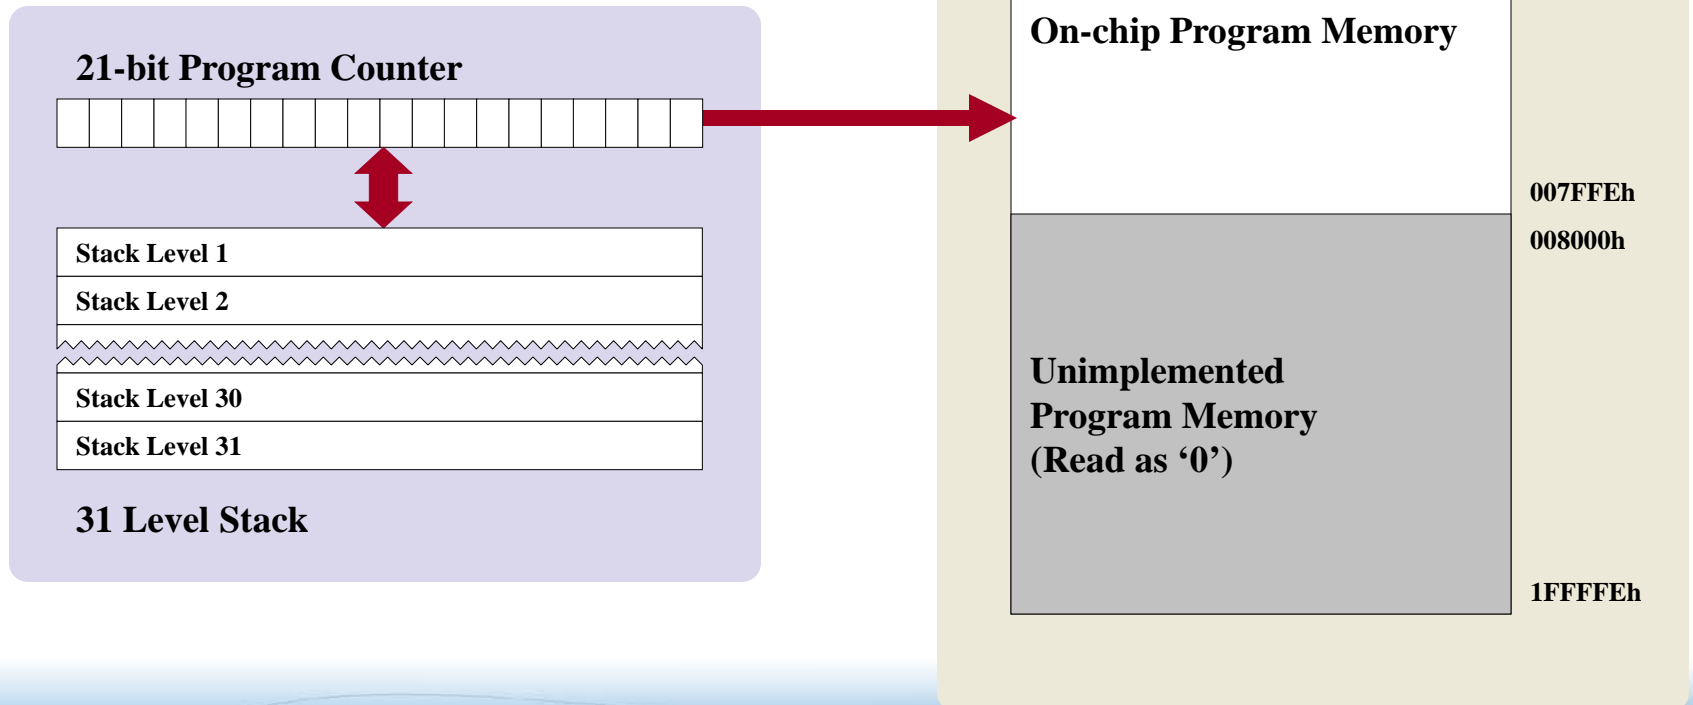 21-bit Program Counter
Stack Level 1
Stack Level 2
Stack Level 30
Stack Level 31
31 Level Stack
On-chip Program Memory
007FFEh
008000h
Unimplemented
Program Memory
(Read as ‘0’)
1FFFFEh